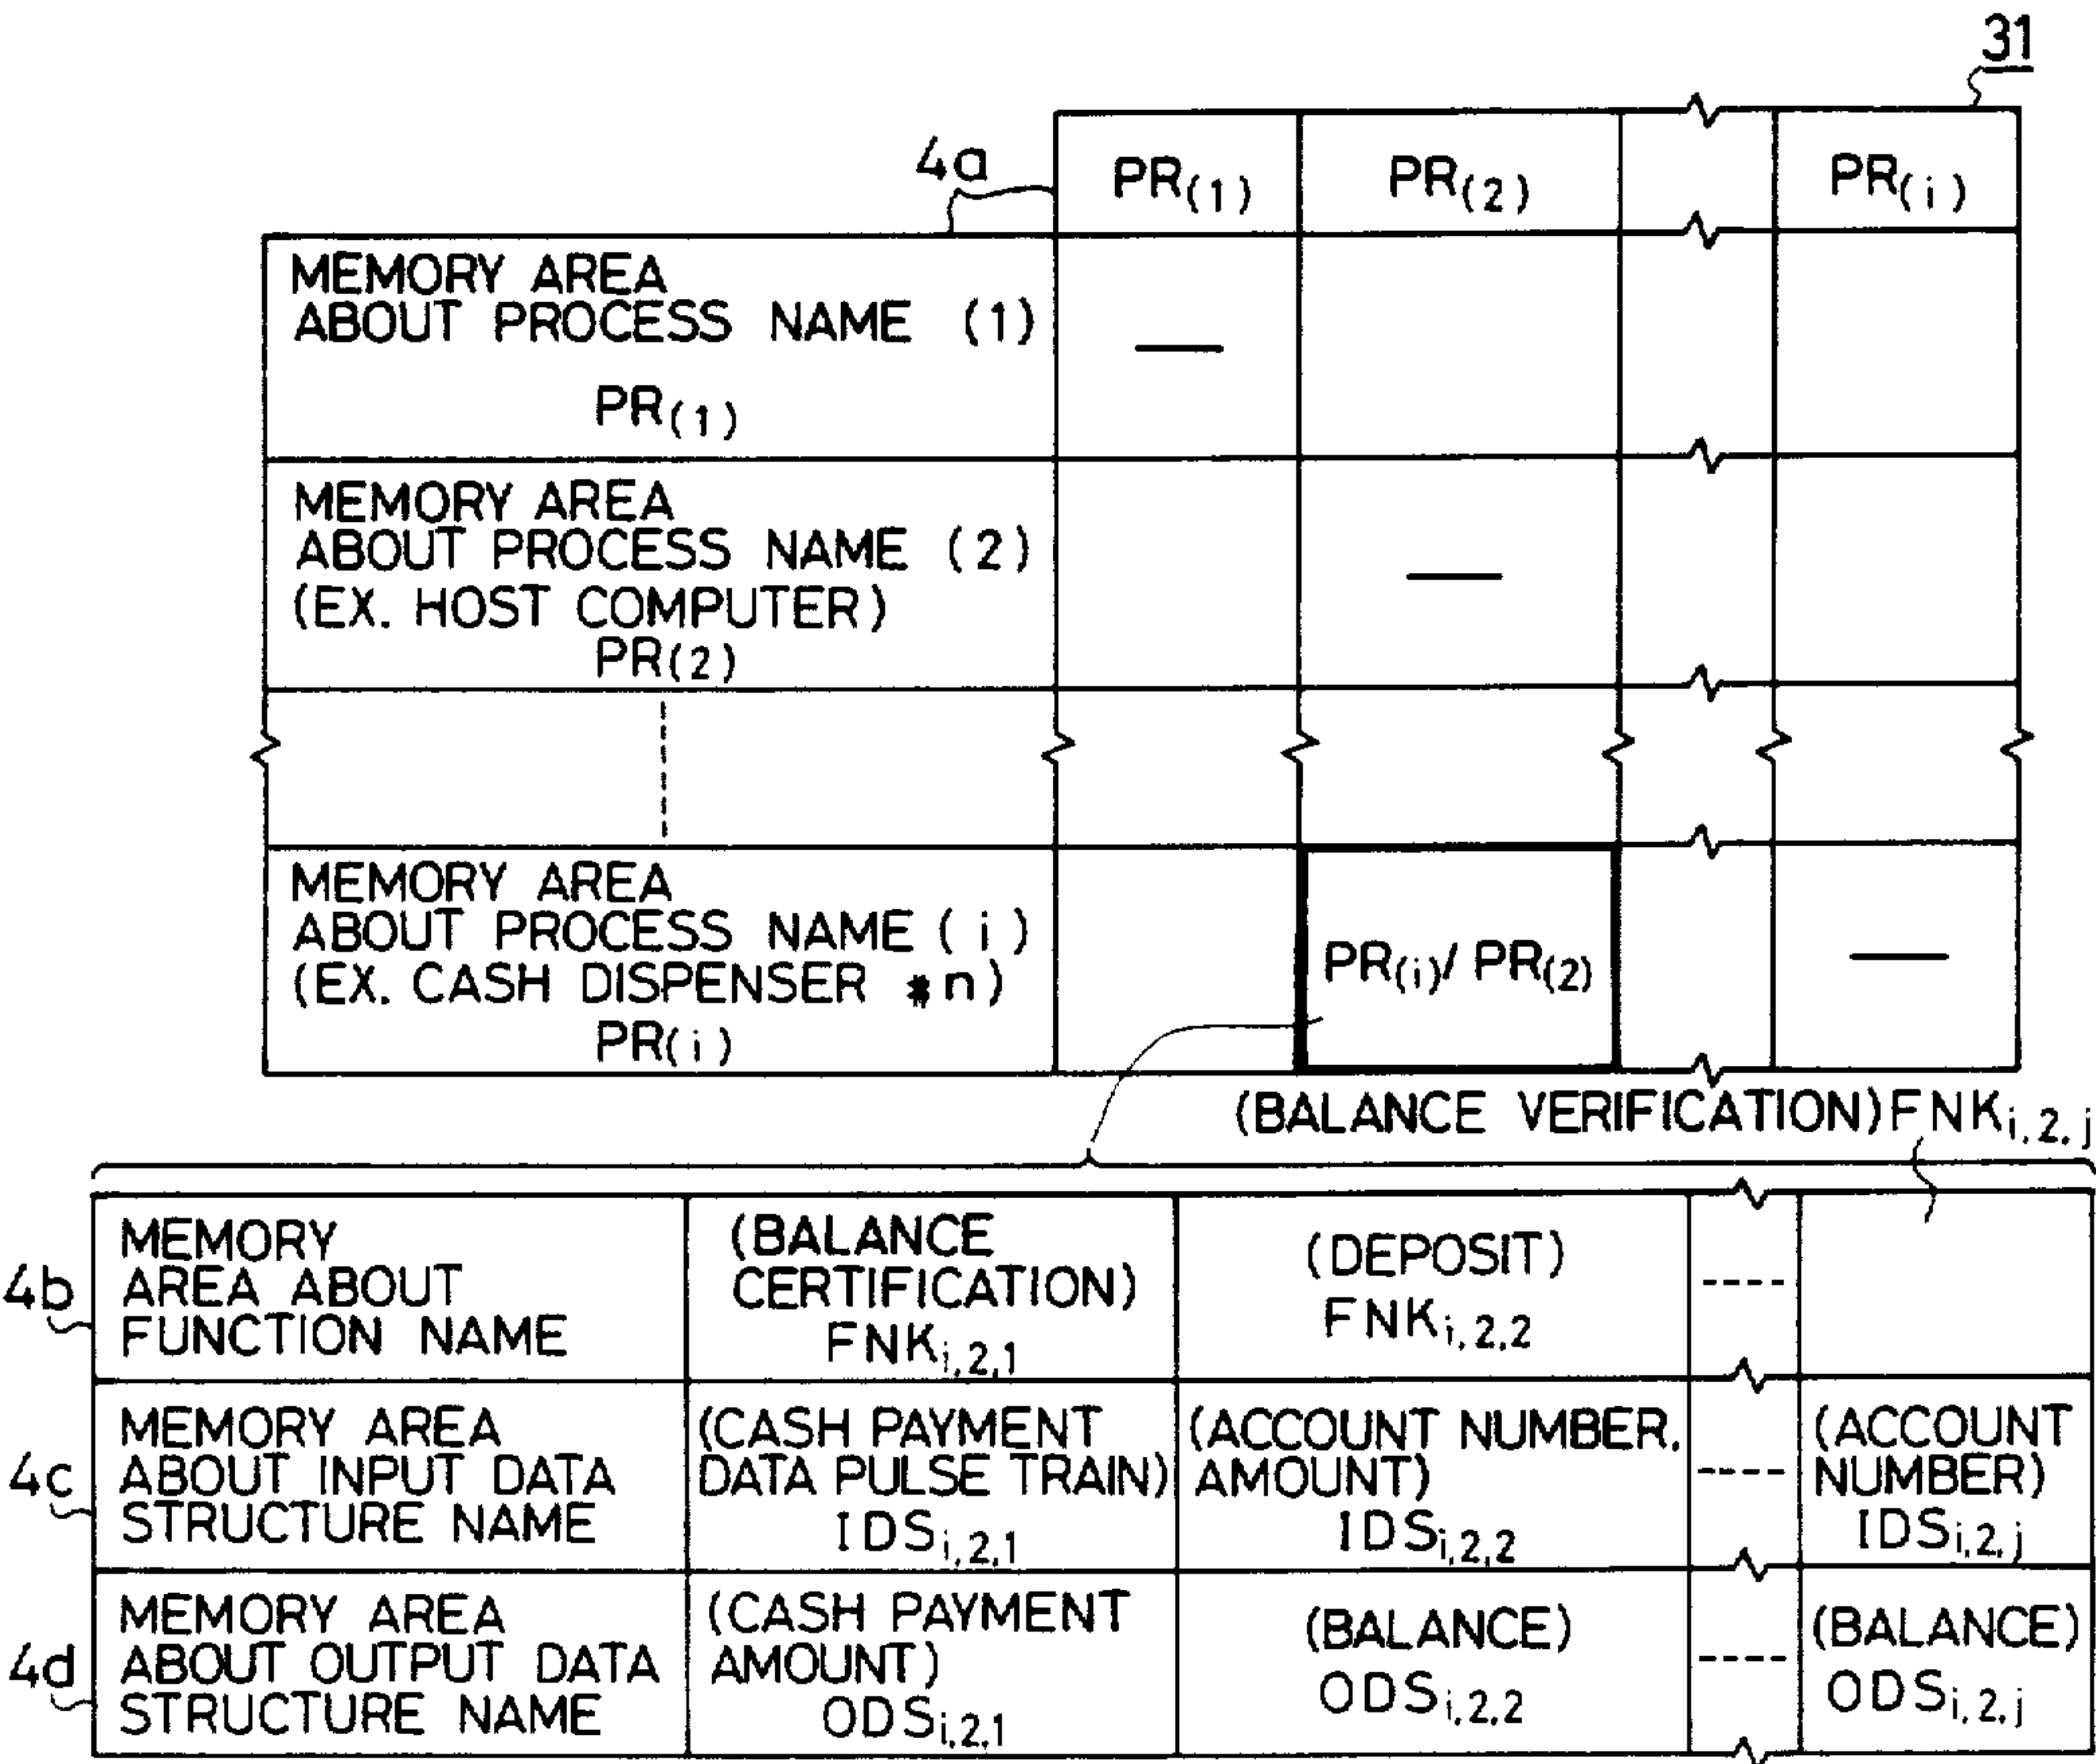 31
4a
PR(1) PR(2) PR(i)
MEMORY AREA
ABOUT PROCESS NAME (1)
PR(1)
MEMORY AREA
ABOUT PROCESS NAME (2)
(EX. HOST COMPUTER)
PR(2)
MEMORY AREA
ABOUT PROCESS NAME (i)
(EX. CASH DISPENSER #n)
PR(i)
PR(i)/PR(2)
(BALANCE VERIFICATION) FNKi,2,j
4b
MEMORY
AREA ABOUT
FUNCTION NAME
(BALANCE
CERTIFICATION)
FNKi,2,1
(DEPOSIT)
FNKi,2,2
4c
MEMORY AREA
ABOUT INPUT DATA
STRUCTURE NAME
(CASH PAYMENT
DATA PULSE TRAIN)
IDSi,2,1
(ACCOUNT NUMBER,
AMOUNT)
IDSi,2,2
(ACCOUNT
NUMBER)
IDSi,2,j
4d
MEMORY AREA
ABOUT OUTPUT DATA
STRUCTURE NAME
(CASH PAYMENT
AMOUNT)
ODSi,2,1
(BALANCE)
ODSi,2,2
(BALANCE)
ODSi,2,j